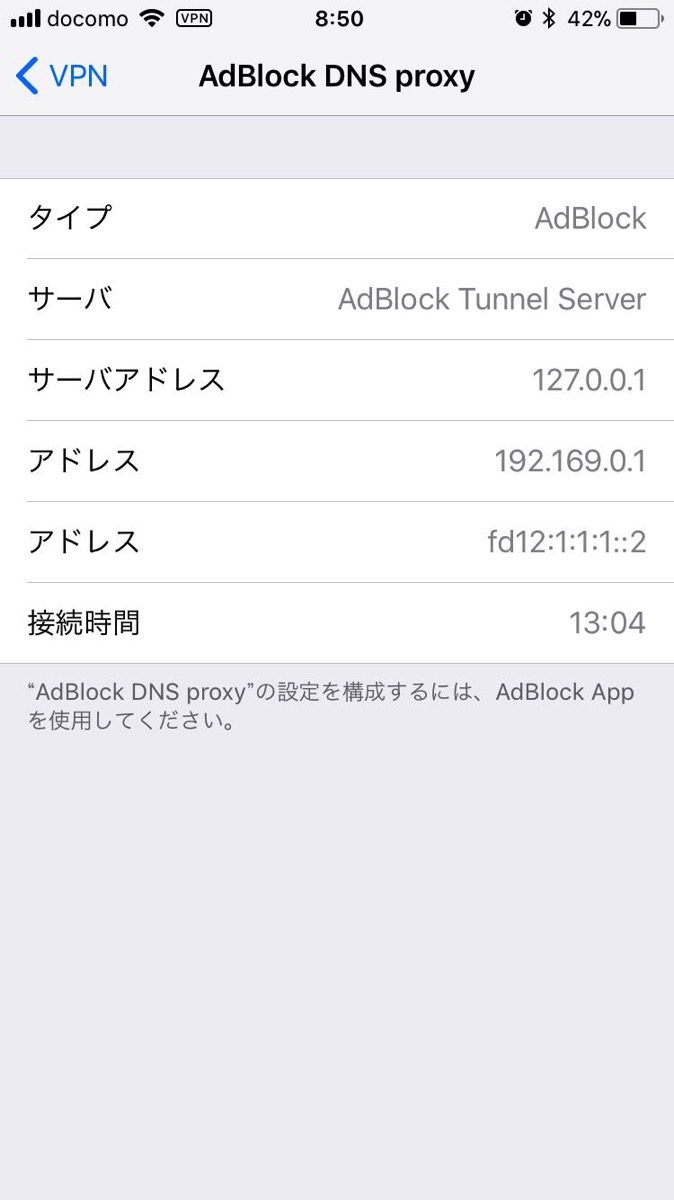 docomo VPN 8:50 42%
VPN AdBlock DNS proxy
タイプ AdBlock
サーバ AdBlock Tunnel Server
サーバアドレス 127.0.0.1
アドレス 192.169.0.1
アドレス fd12:1:1:1::2
接続時間 13:04
“AdBlock DNS proxy”の設定を構成するには、AdBlock App
を使用してください。